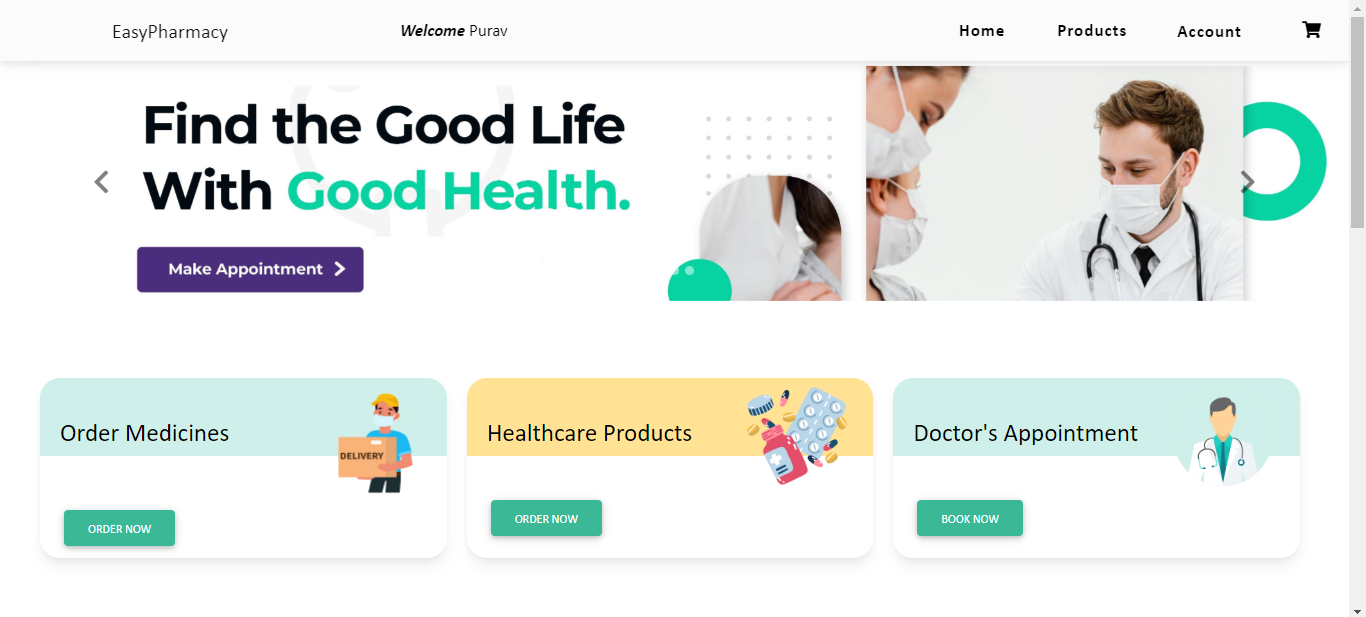 EasyPharmacy
Welcome Purav
Home
Products
Account
Find the Good Life
With Good Health.
Make Appointment
Order Medicines
DELIVERY
ORDER NOW
Healthcare Products
ORDER NOW
Doctor's Appointment
BOOK NOW